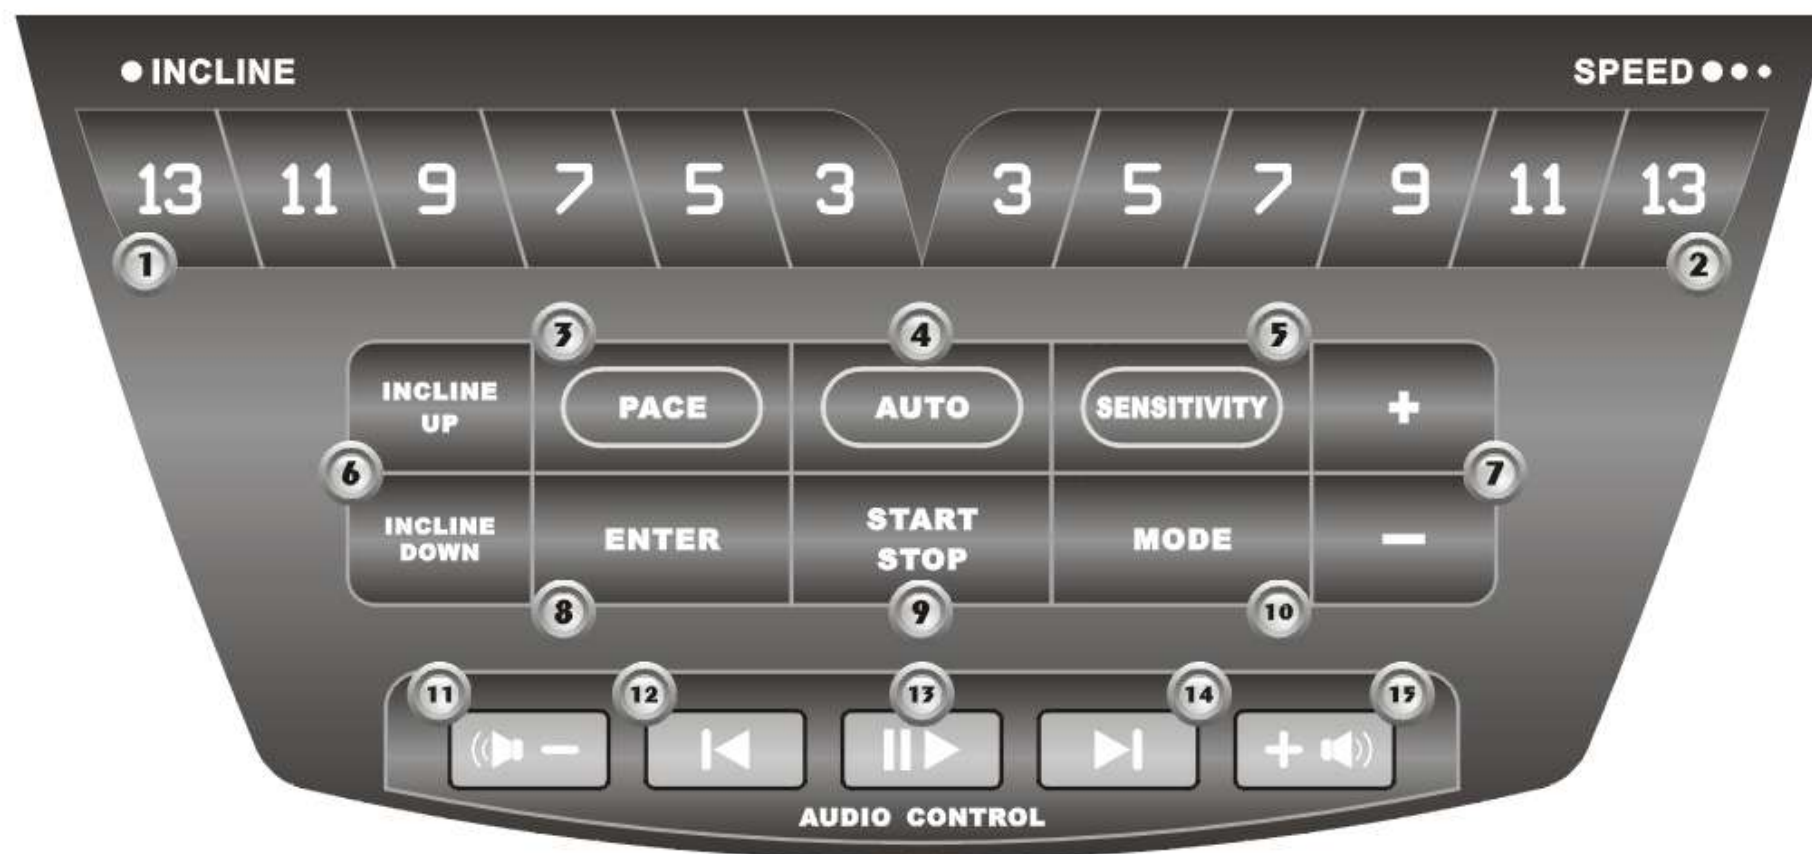 INCLINE SPEED
13 11 9 7 5 3 3 5 7 9 11 13
1 2
3 4 5
INCLINE
UP
PACE AUTO SENSITIVITY +
6 7
INCLINE
DOWN
ENTER
START
STOP
MODE −
8 9 10
11 12 13 14 15
− +
AUDIO CONTROL